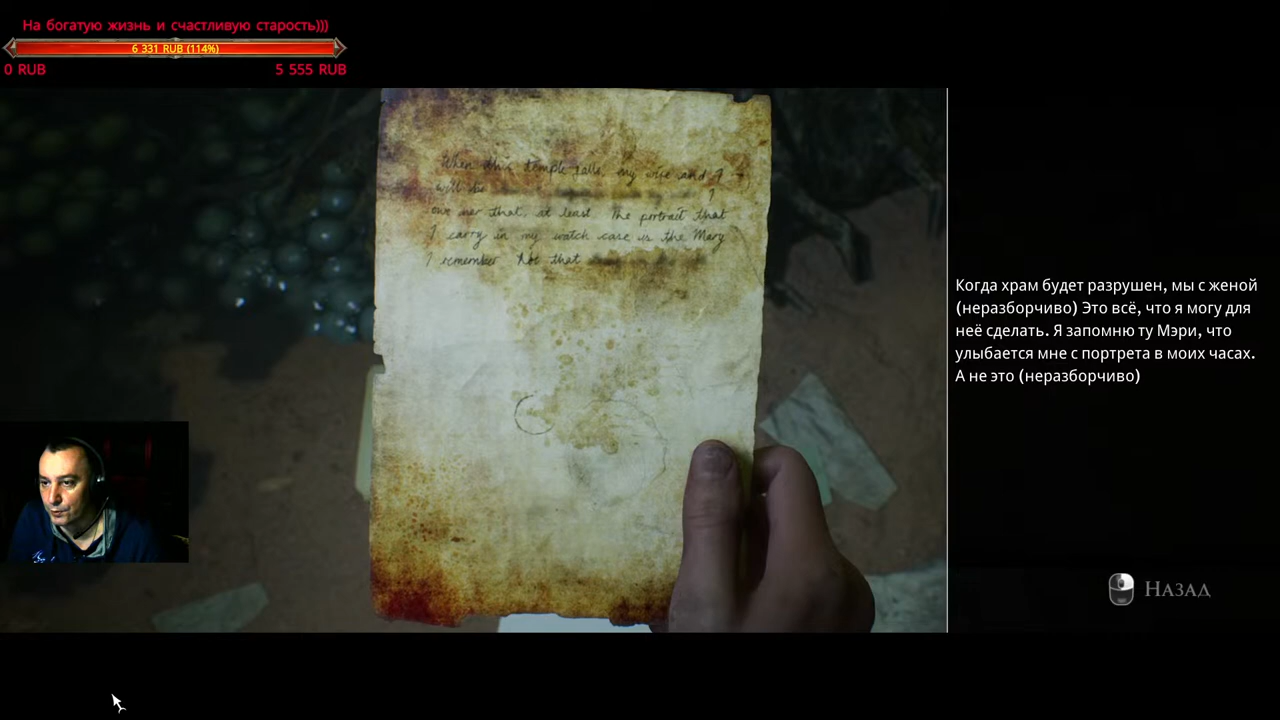 На богатую жизнь и счастливую старость)))
6 331 RUB (114%)
0 RUB
5 555 RUB
When this temple falls, my wife and I
will be
I
owe her that, at least. The portrait that
I carry in my watch case is the Mary
I remember. Not that
Когда храм будет разрушен, мы с женой
(неразборчиво) Это всё, что я могу для
неё сделать. Я запомню ту Мэри, что
улыбается мне с портрета в моих часах.
А не это (неразборчиво)
Назад